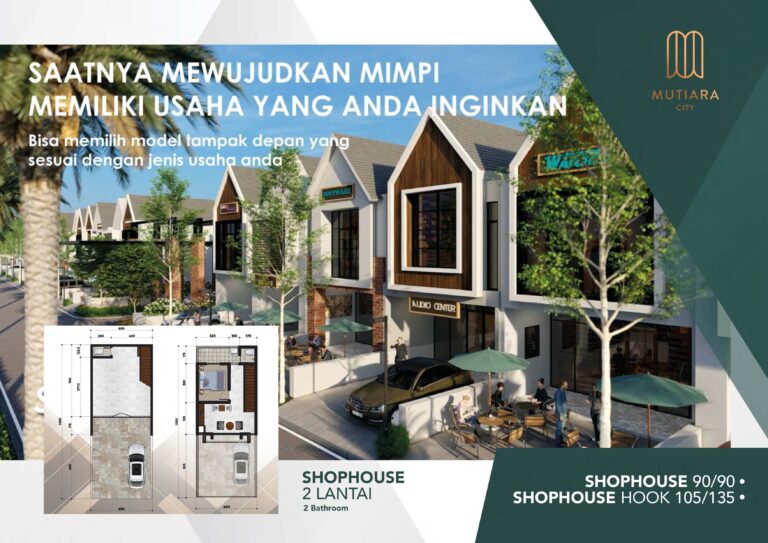 SAATNYA MEWUJUDKAN MIMPI
MEMILIKI USAHA YANG ANDA INGINKAN
Bisa memilih model tampak depan yang
sesuai dengan jenis usaha anda
MUTIARA
CITY
AUDIO CENTER
SHOPHOUSE
2 LANTAI
2 Bathroom
SHOPHOUSE 90/90 •
SHOPHOUSE HOOK 105/135 •